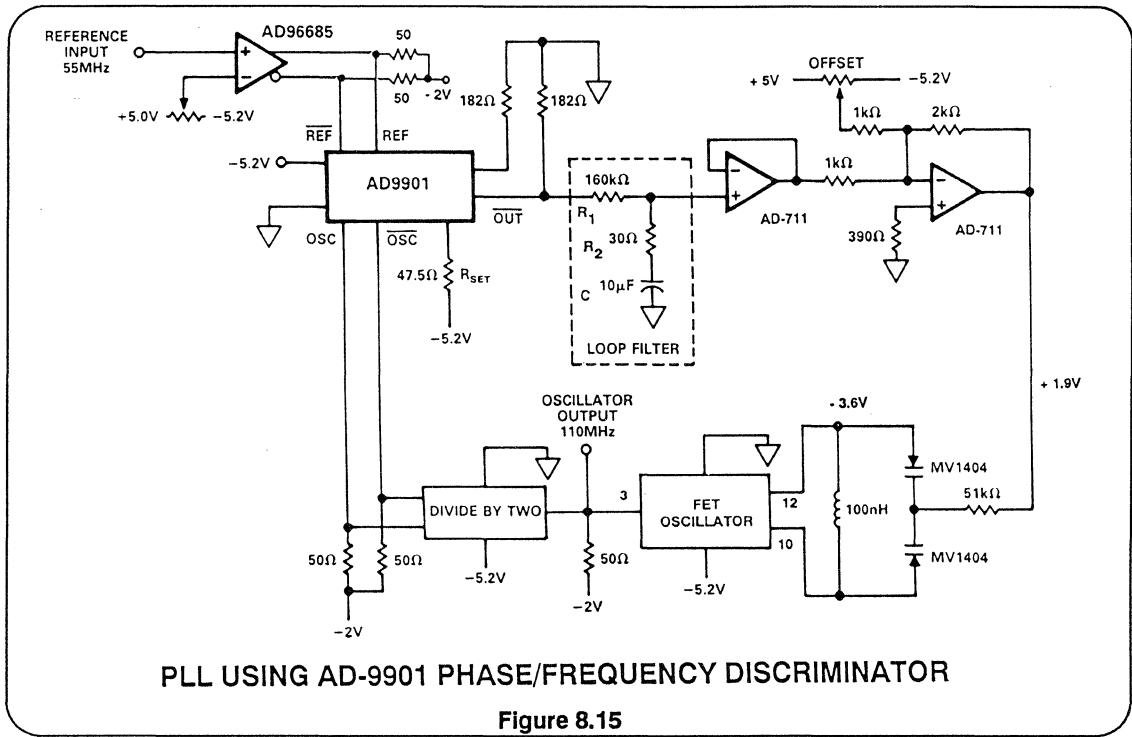 REFERENCE
INPUT
55MHz
AD96685
+
−
50
50
- 2V
+5.0V
−5.2V
182Ω
182Ω
OFFSET
+ 5V
−5.2V
1kΩ
2kΩ
REF
REF
−5.2V
AD9901
OSC
OSC
OUT
47.5Ω
RSET
−5.2V
160kΩ
R1
R2
30Ω
C
10μF
LOOP FILTER
−
+
AD-711
1kΩ
−
+
AD-711
390Ω
+ 1.9V
OSCILLATOR
OUTPUT
110MHz
- 3.6V
DIVIDE BY TWO
−5.2V
50Ω
50Ω
−2V
50Ω
−2V
3
FET
OSCILLATOR
12
10
−5.2V
100nH
MV1404
51kΩ
MV1404
PLL USING AD-9901 PHASE/FREQUENCY DISCRIMINATOR
Figure 8.15